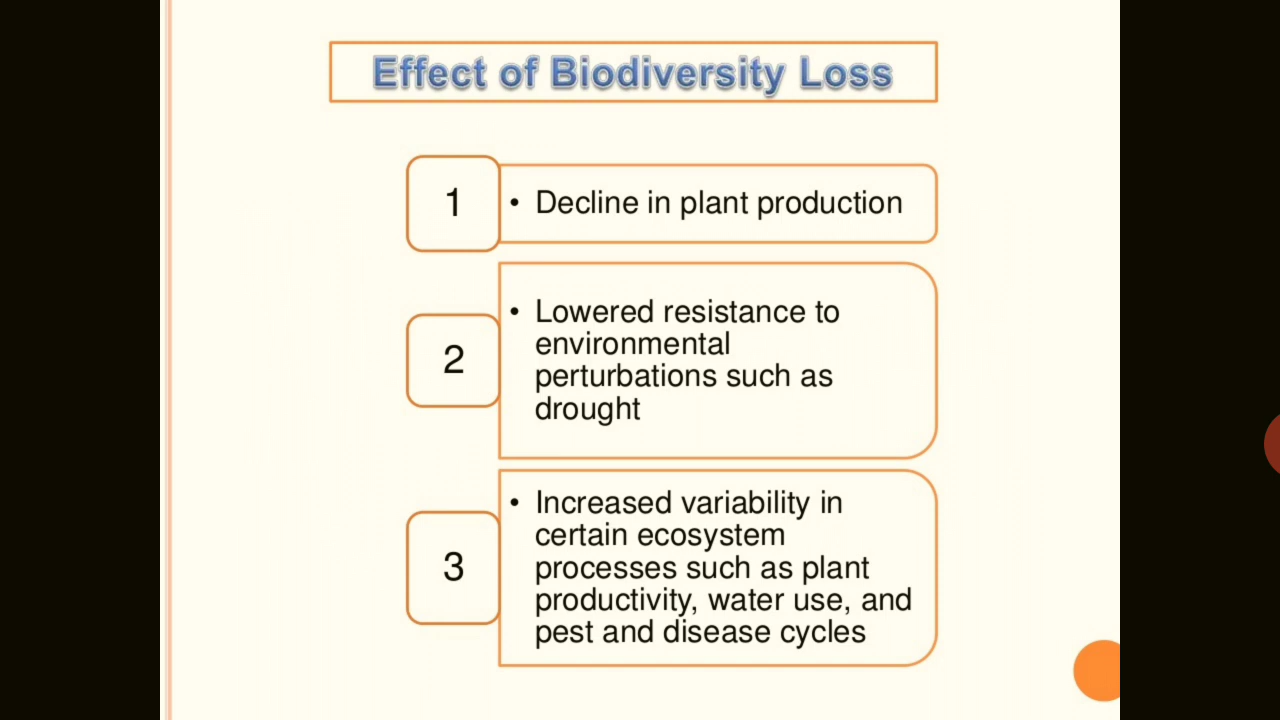 Effect of Biodiversity Loss
1
• Decline in plant production
2
• Lowered resistance to
environmental
perturbations such as
drought
3
• Increased variability in
certain ecosystem
processes such as plant
productivity, water use, and
pest and disease cycles